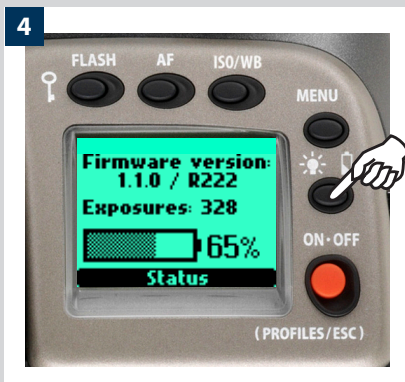 4
FLASH AF ISO/WB
MENU
Firmware version:
1.1.0 / R222
Exposures: 328
65%
ON·OFF
Status
(PROFILES/ESC)